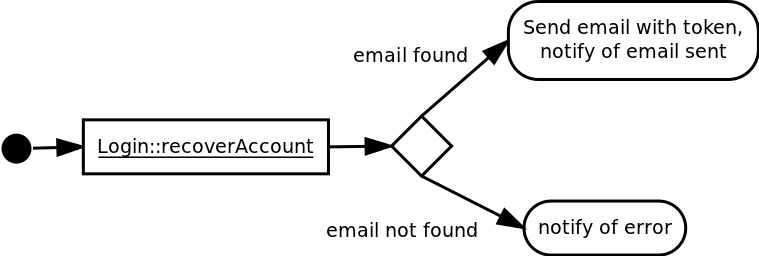 email found
Send email with token,
notify of email sent
Login::recoverAccount
email not found
notify of error